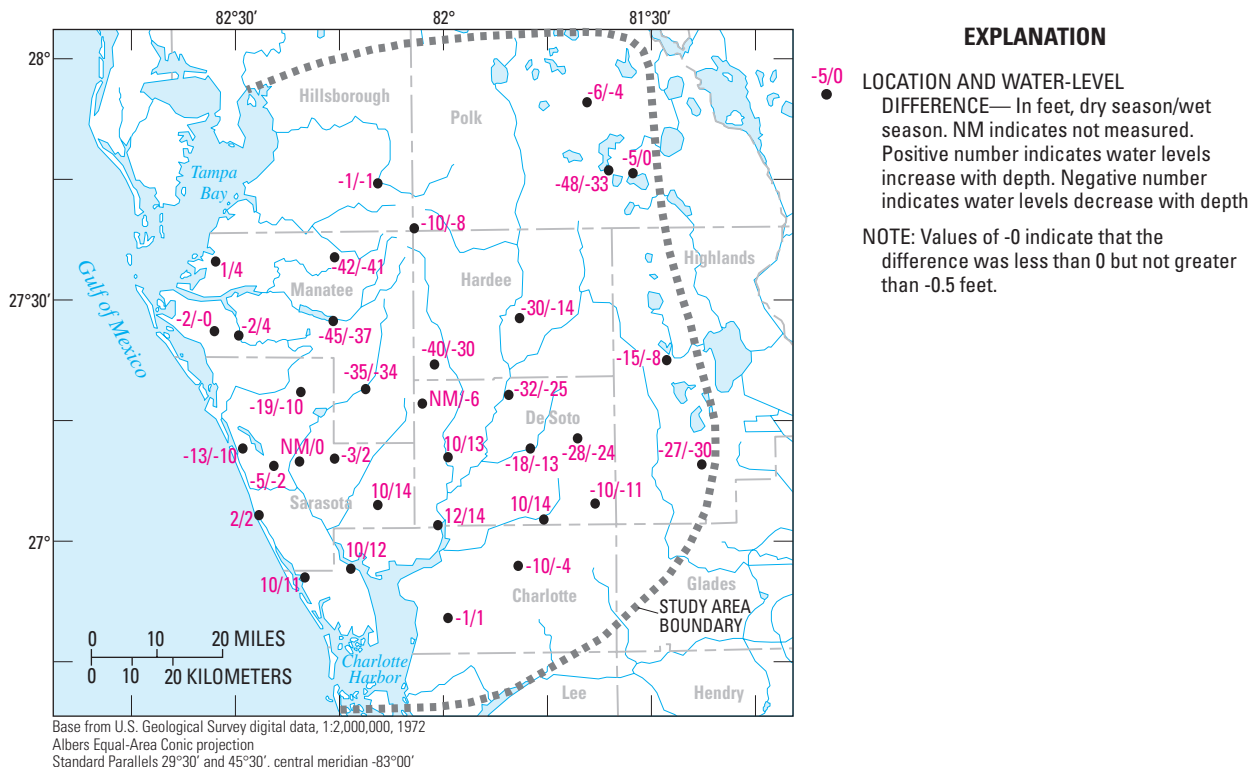 82°30′ 82° 81°30′
28°
27°30′
27°
Hillsborough
Polk
-6/-4
-5/0
-48/-33
Tampa
Bay
-1/-1
-10/-8
Highlands
1/4
-42/-41
Manatee
Hardee
Gulf of Mexico
-2/-0
-2/4
-45/-37
-30/-14
-40/-30
-15/-8
-35/-34
-19/-10
NM/-6
-32/-25
De Soto
-13/-10
NM/0
-3/2
10/13
-18/-13
-28/-24
-27/-30
-5/-2
Sarasota
10/14
10/14
-10/-11
2/2
12/14
10/12
10/11
-10/-4
Charlotte
Glades
-1/1
STUDY AREA
BOUNDARY
0 10 20 MILES
0 10 20 KILOMETERS
Charlotte
Harbor
Lee
Hendry
Base from U.S. Geological Survey digital data, 1:2,000,000, 1972
Albers Equal-Area Conic projection
Standard Parallels 29°30′ and 45°30′, central meridian -83°00′
EXPLANATION
-5/0
LOCATION AND WATER-LEVEL
DIFFERENCE— In feet, dry season/wet
season. NM indicates not measured.
Positive number indicates water levels
increase with depth. Negative number
indicates water levels decrease with depth
NOTE: Values of -0 indicate that the
difference was less than 0 but not greater
than -0.5 feet.